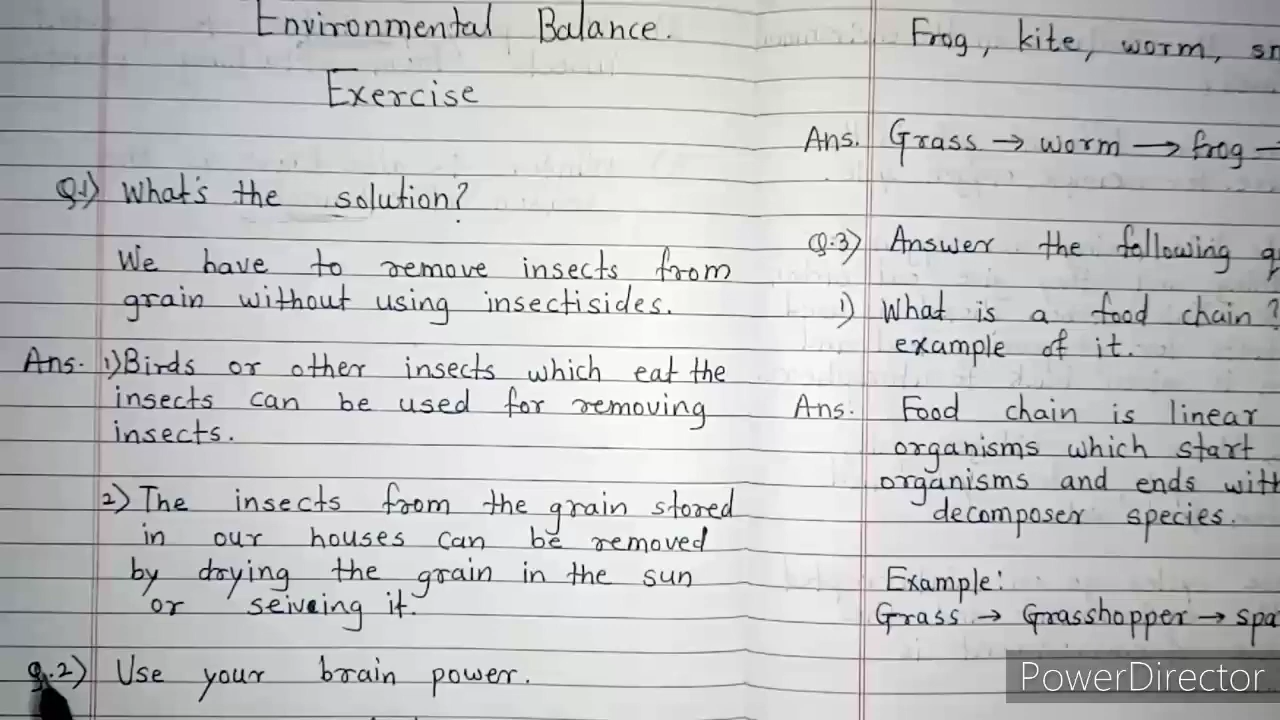 Environmental Balance.
Exercise
Q.1) What's the solution?
We have to remove insects from
grain without using insectisides.
Ans. 1) Birds or other insects which eat the
insects can be used for removing
insects.
2) The insects from the grain stored
in our houses can be removed
by drying the grain in the sun
or seiveing it.
Q.2) Use your brain power.
Frog, kite, worm,
Ans. Grass → worm → frog →
Q.3) Answer the following
1) What is a food chain?
example of it.
Ans. Food chain is linear
organisms which start
organisms and ends with
decomposer species.
Example:
Grass → Grasshopper → spa
PowerDirector